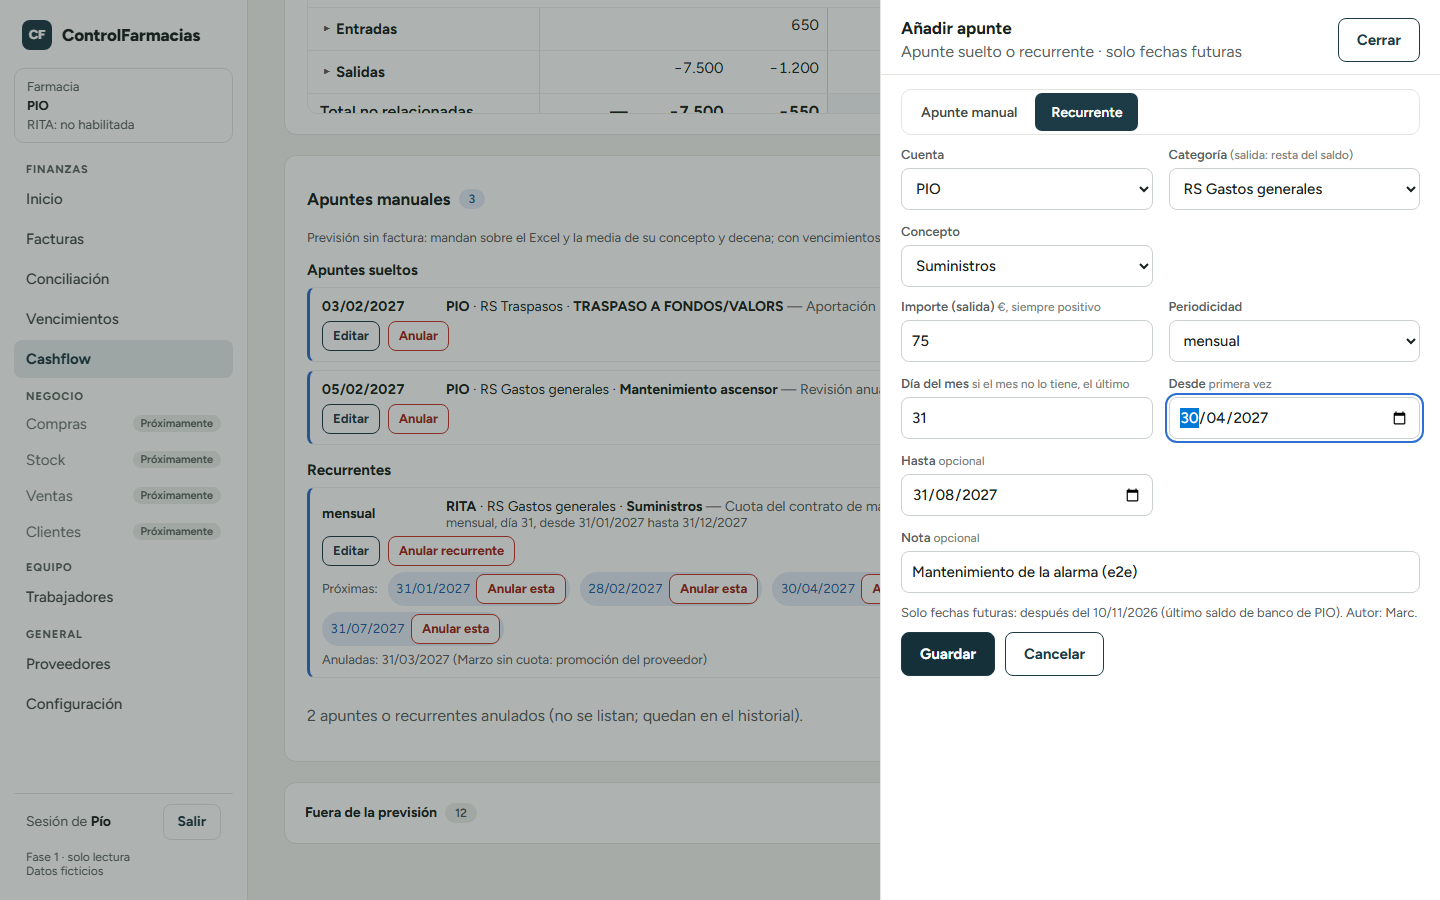 CF ControlFarmacias
Farmacia
PIO
RITA: no habilitada
FINANZAS
Inicio
Facturas
Conciliación
Vencimientos
Cashflow
NEGOCIO
Compras Próximamente
Stock Próximamente
Ventas Próximamente
Clientes Próximamente
EQUIPO
Trabajadores
GENERAL
Proveedores
Configuración
Sesión de Pío Salir
Fase 1 · solo lectura
Datos ficticios
Entradas 650
Salidas −7.500 −1.200
Total no relacionadas — −7.500 −550
Apuntes manuales 3
Previsión sin factura: mandan sobre el Excel y la media de su concepto y decena; con vencimientos
Apuntes sueltos
03/02/2027 PIO · RS Traspasos · TRASPASO A FONDOS/VALORS — Aportación
Editar Anular
05/02/2027 PIO · RS Gastos generales · Mantenimiento ascensor — Revisión anua
Editar Anular
Recurrentes
mensual RITA · RS Gastos generales · Suministros — Cuota del contrato de ma
mensual, día 31, desde 31/01/2027 hasta 31/12/2027
Editar Anular recurrente
Próximas: 31/01/2027 Anular esta 28/02/2027 Anular esta 30/04/2027 A
31/07/2027 Anular esta
Anuladas: 31/03/2027 (Marzo sin cuota: promoción del proveedor)
2 apuntes o recurrentes anulados (no se listan; quedan en el historial).
Fuera de la previsión 12
Añadir apunte
Apunte suelto o recurrente · solo fechas futuras
Cerrar
Apunte manual Recurrente
Cuenta Categoría (salida: resta del saldo)
PIO RS Gastos generales
Concepto
Suministros
Importe (salida) €, siempre positivo Periodicidad
75 mensual
Día del mes si el mes no lo tiene, el último Desde primera vez
31 30/04/2027
Hasta opcional
31/08/2027
Nota opcional
Mantenimiento de la alarma (e2e)
Solo fechas futuras: después del 10/11/2026 (último saldo de banco de PIO). Autor: Marc.
Guardar Cancelar